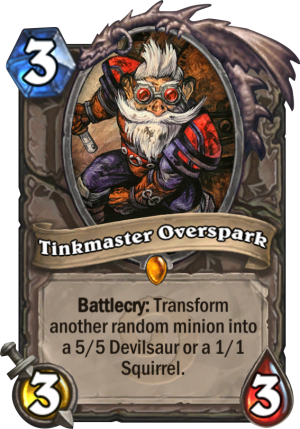 3
Tinkmaster Overspark
Battlecry: Transform
another random minion into
a 5/5 Devilsaur or a 1/1
Squirrel.
3
3